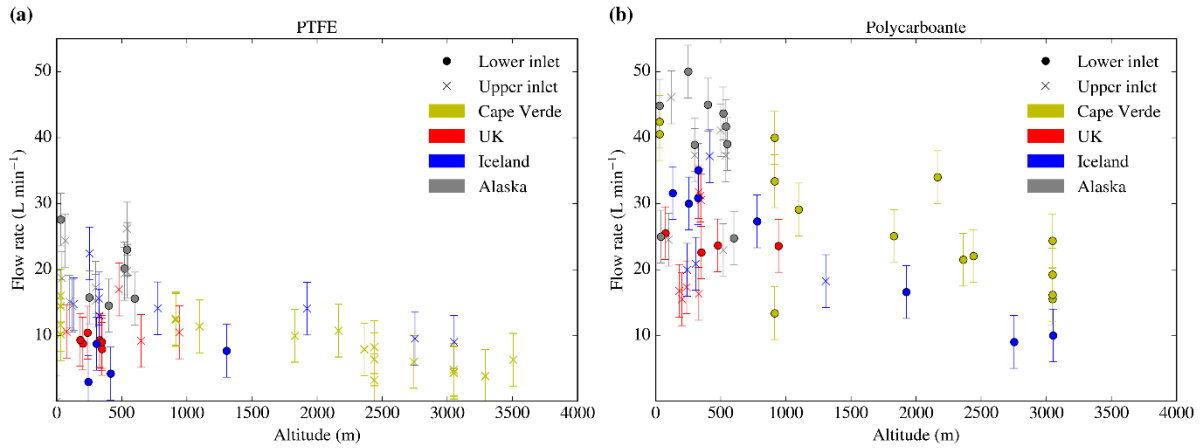 (a)
PTFE
50
40
30
20
10
0
500
1000
1500
2000
2500
3000
3500
4000
Flow rate (L min⁻¹)
Altitude (m)
Lower inlet
Upper inlet
Cape Verde
UK
Iceland
Alaska
(b)
Polycarboante
50
40
30
20
10
0
500
1000
1500
2000
2500
3000
3500
4000
Flow rate (L min⁻¹)
Altitude (m)
Lower inlet
Upper inlet
Cape Verde
UK
Iceland
Alaska